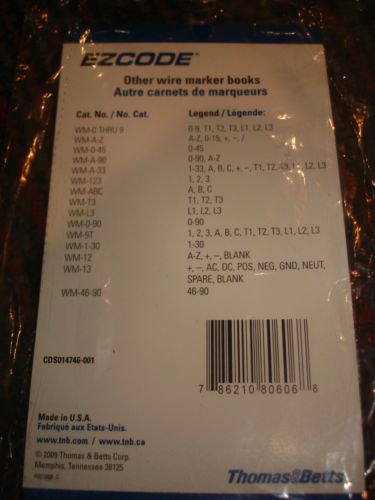 EZCODE®
Other wire marker books
Autre carnets de marqueurs
Cat. No. / No. Cat. Legend / Légende:
WM-0 THRU 9 0-9, T1, T2, T3, L1, L2, L3
WM-A-Z A-Z, 0-15, +, –, /
WM-0-45 0-45
WM-A-90 0-90, A-Z
WM-A-33 1-33, A, B, C, +, –, T1, T2, T3, L1, L2, L3
WM-123 1, 2, 3
WM-ABC A, B, C
WM-T3 T1, T2, T3
WM-L3 L1, L2, L3
WM-0-90 0-90
WM-9T 1, 2, 3, A, B, C, T1, T2, T3, L1, L2, L3
WM-1-30 1-30
WM-12 A-Z, +, –, BLANK
WM-13 +, –, AC, DC, POS, NEG, GND, NEUT,
SPARE, BLANK
WM-46-90 46-90
CDS014746-001
7 86210 80606 8
Made in U.S.A.
Fabriqué aux Etats-Unis.
www.tnb.com / www.tnb.ca
© 2009 Thomas & Betts Corp.
Memphis, Tennessee 38125
Thomas&Betts